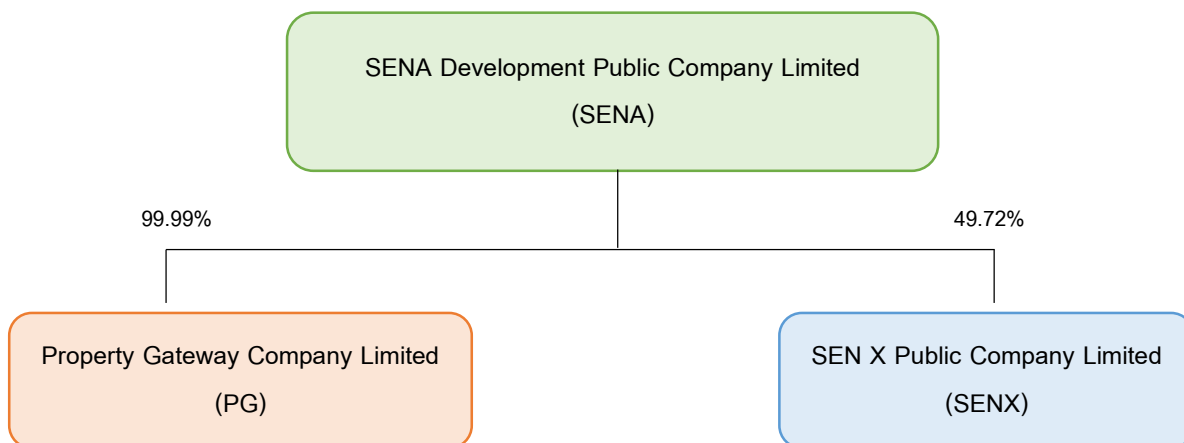 SENA Development Public Company Limited
(SENA)
99.99%
49.72%
Property Gateway Company Limited
(PG)
SEN X Public Company Limited
(SENX)